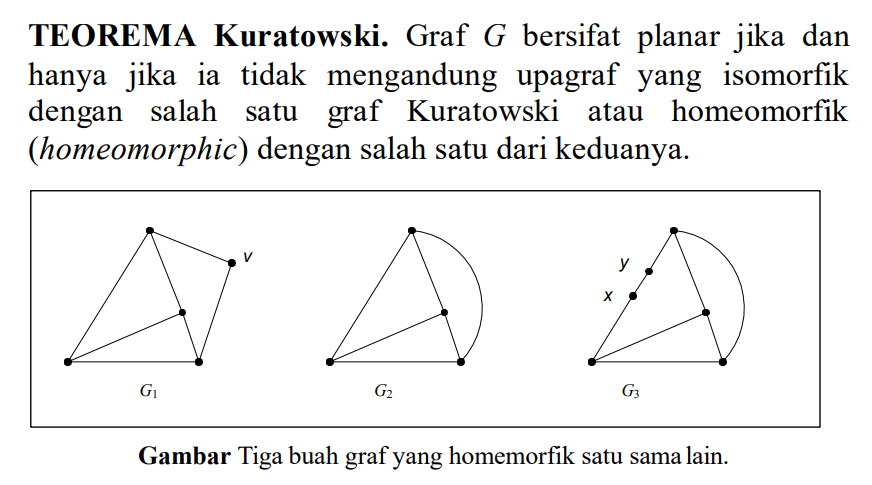 TEOREMA Kuratowski. Graf G bersifat planar jika dan
hanya jika ia tidak mengandung upagraf yang isomorfik
dengan salah satu graf Kuratowski atau homeomorfik
(homeomorphic) dengan salah satu dari keduanya.
v
y
x
G1
G2
G3
Gambar Tiga buah graf yang homemorfik satu sama lain.